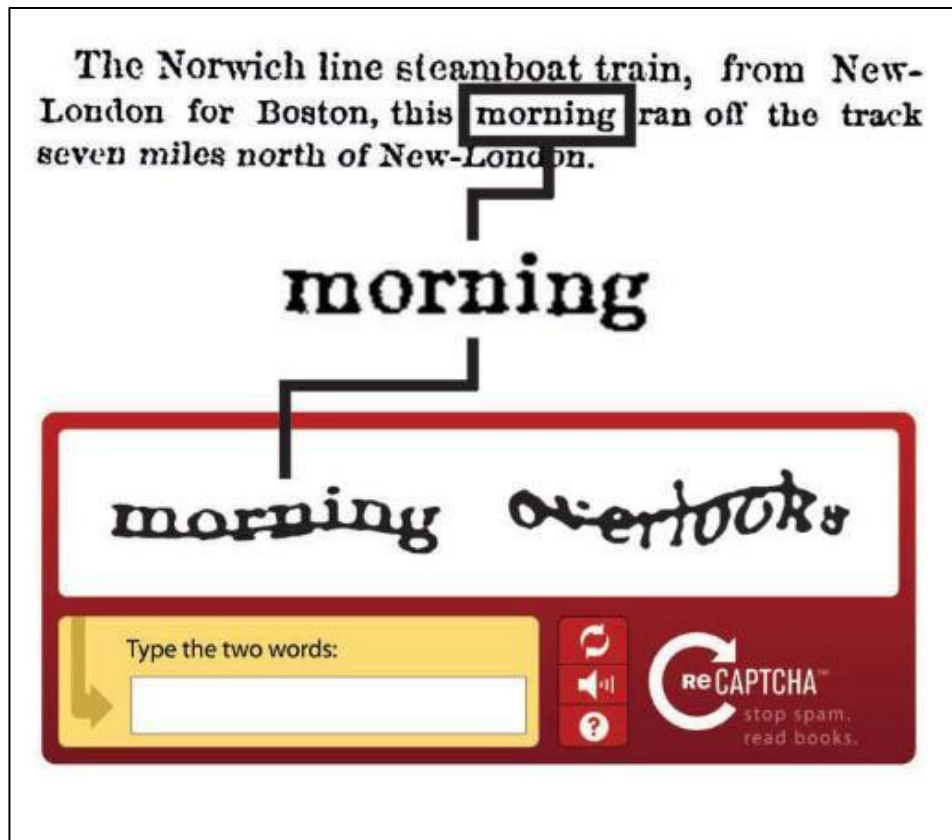 The Norwich line steamboat train, from New-
London for Boston, this morning ran off the track
seven miles north of New-London.
morning
morning overlooks
Type the two words:
reCAPTCHA™
stop spam.
read books.